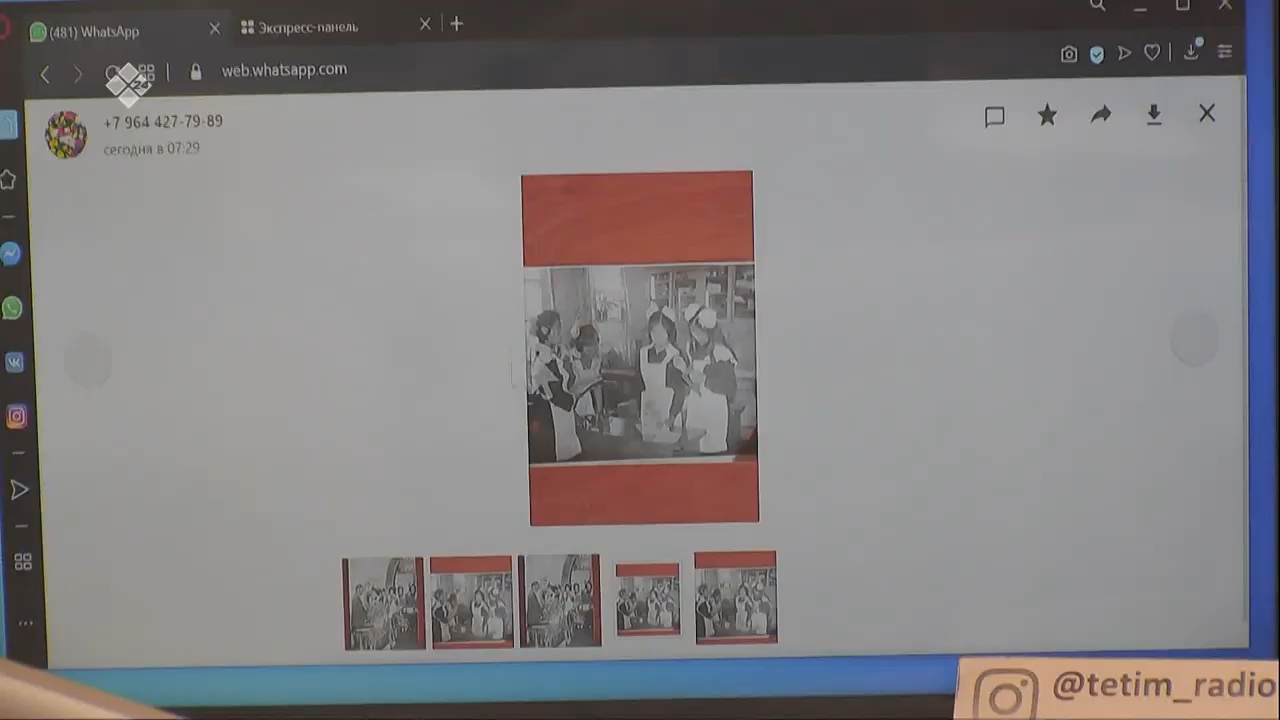 (481) WhatsApp
Экспресс-панель
web.whatsapp.com
+7 964 427-79-89
сегодня в 07:29
@tetim_radio